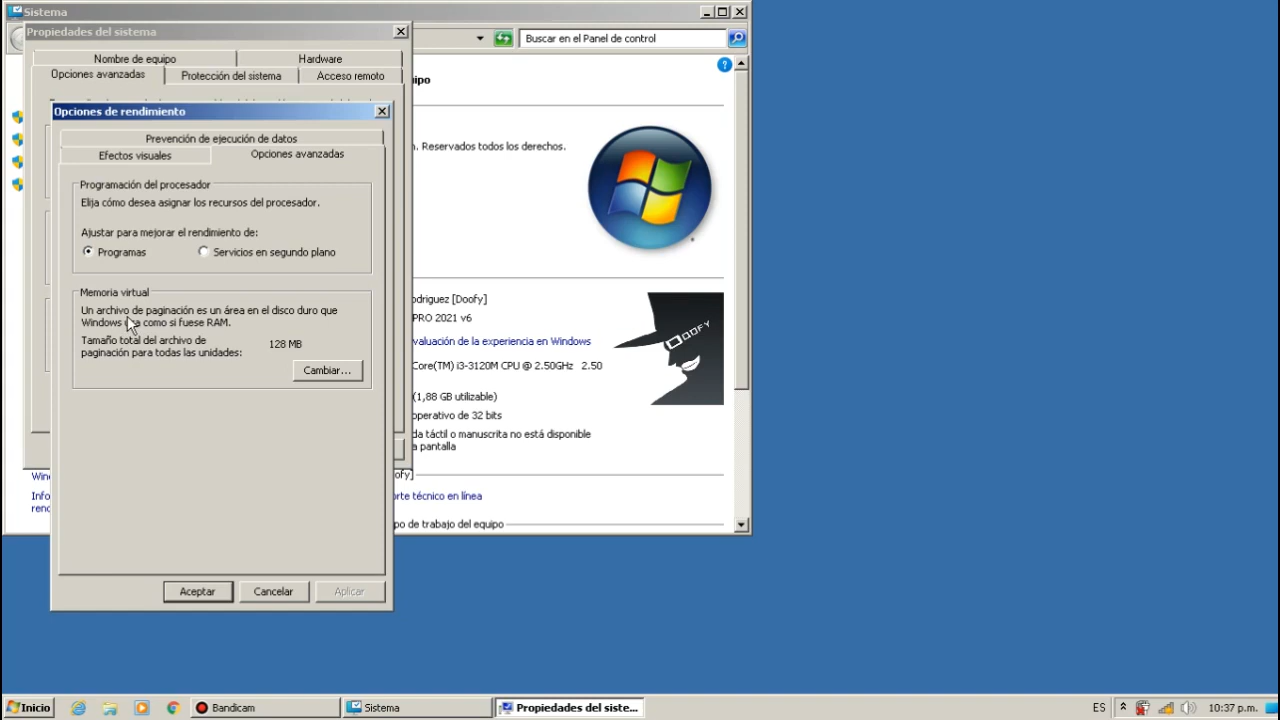 Sistema
Propiedades del sistema
Buscar en el Panel de control
Nombre de equipo
Hardware
Opciones avanzadas
Protección del sistema
Acceso remoto
ipo
Opciones de rendimiento
Prevención de ejecución de datos
Efectos visuales
Opciones avanzadas
n. Reservados todos los derechos.
Programación del procesador
Elija cómo desea asignar los recursos del procesador.
Ajustar para mejorar el rendimiento de:
Programas
Servicios en segundo plano
Memoria virtual
Un archivo de paginación es un área en el disco duro que
Windows usa como si fuese RAM.
Tamaño total del archivo de
paginación para todas las unidades:
128 MB
Cambiar...
odriguez [Doofy]
PRO 2021 v6
valuación de la experiencia en Windows
Core(TM) i3-3120M CPU @ 2.50GHz 2.50
(1,88 GB utilizable)
operativo de 32 bits
da táctil o manuscrita no está disponible
a pantalla
DOOFY
Wind
Info
rend
ofy]
orte técnico en línea
po de trabajo del equipo
Aceptar
Cancelar
Aplicar
Inicio
Bandicam
Sistema
Propiedades del siste...
ES
10:37 p.m.